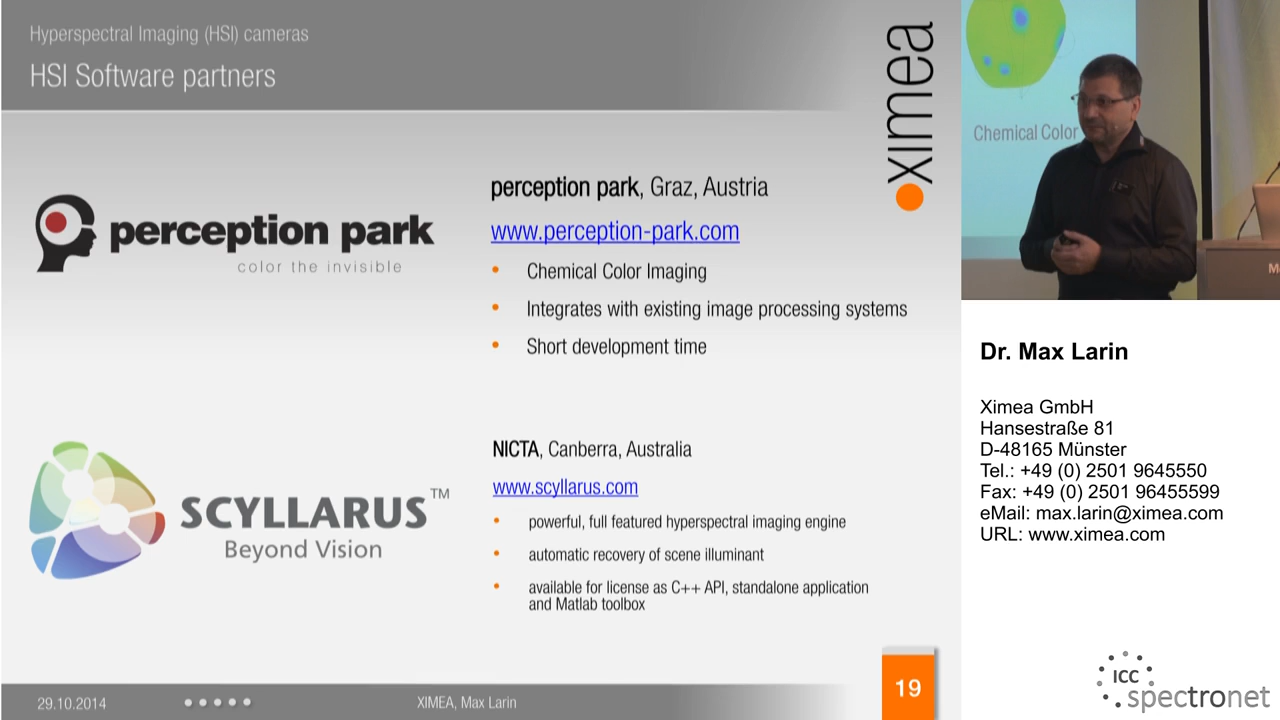 Hyperspectral Imaging (HSI) cameras
HSI Software partners
ximea
perception park
color the invisible
perception park, Graz, Austria
www.perception-park.com
• Chemical Color Imaging
• Integrates with existing image processing systems
• Short development time
SCYLLARUS™
Beyond Vision
NICTA, Canberra, Australia
www.scyllarus.com
• powerful, full featured hyperspectral imaging engine
• automatic recovery of scene illuminant
• available for license as C++ API, standalone application
and Matlab toolbox
29.10.2014
XIMEA, Max Larin
19
Chemical Color
Dr. Max Larin
Ximea GmbH
Hansestraße 81
D-48165 Münster
Tel.: +49 (0) 2501 9645550
Fax: +49 (0) 2501 96455599
eMail: max.larin@ximea.com
URL: www.ximea.com
ICC
spectronet